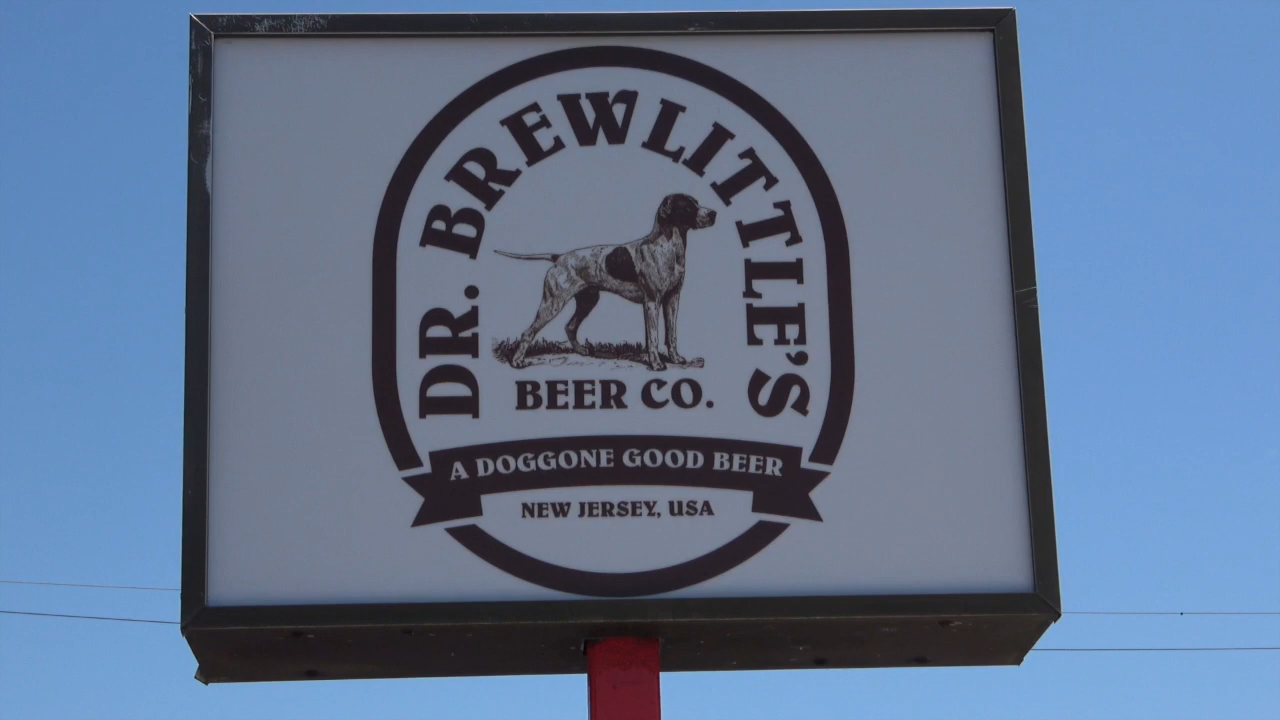 DR. BREWLITTLE'S
BEER CO.
A DOGGONE GOOD BEER
NEW JERSEY, USA